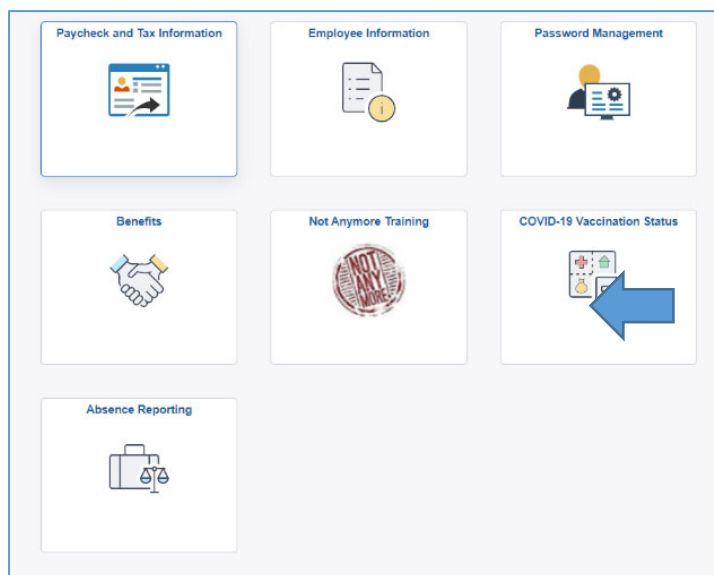 Paycheck and Tax Information
Employee Information
Password Management
i
Benefits
Not Anymore Training
COVID-19 Vaccination Status
NOT
ANY
MORE
Absence Reporting